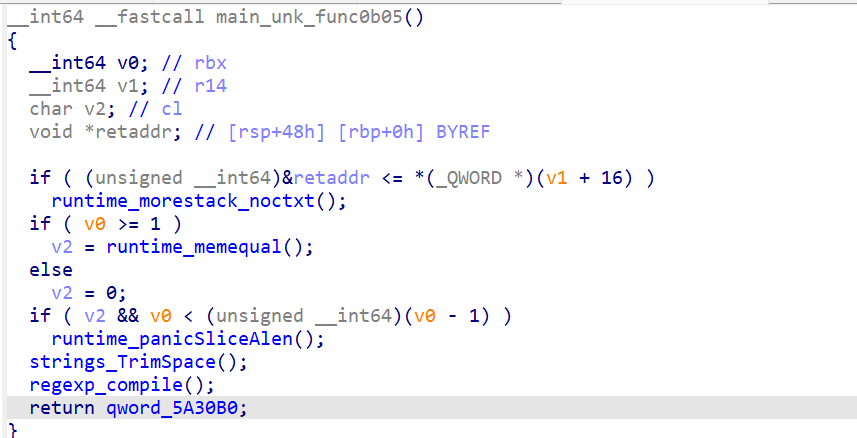 __int64 __fastcall main_unk_func0b05()
{
__int64 v0; // rbx
__int64 v1; // r14
char v2; // cl
void *retaddr; // [rsp+48h] [rbp+0h] BYREF
if ( (unsigned __int64)&retaddr <= *(_QWORD *)(v1 + 16) )
runtime_morestack_noctxt();
if ( v0 >= 1 )
v2 = runtime_memequal();
else
v2 = 0;
if ( v2 && v0 < (unsigned __int64)(v0 - 1) )
runtime_panicSliceAlen();
strings_TrimSpace();
regexp_compile();
return qword_5A30B0;
}